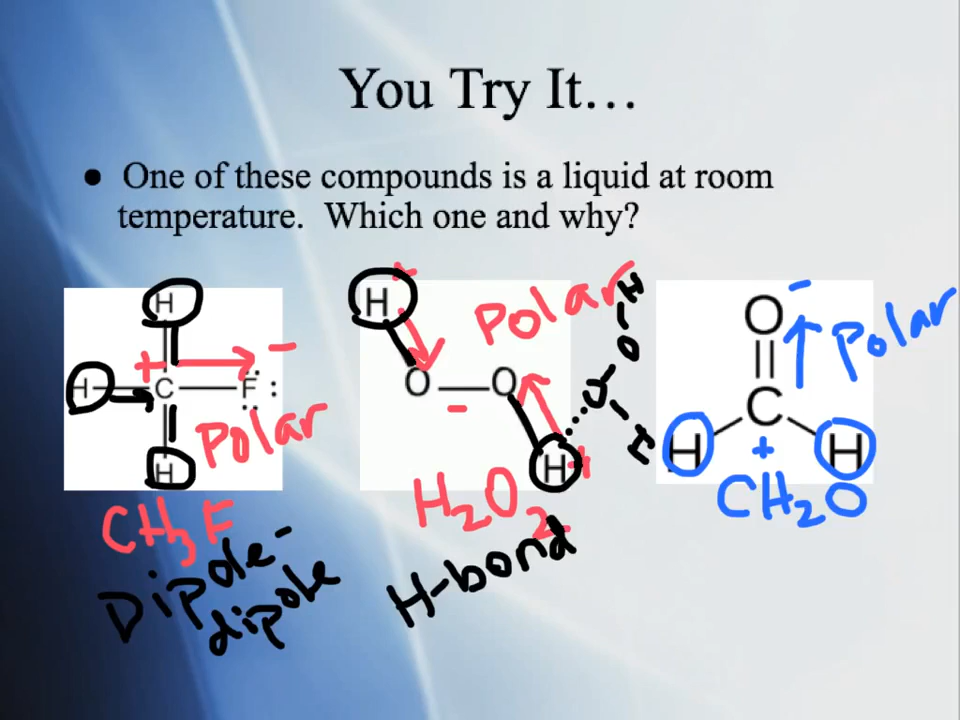 You Try It…
• One of these compounds is a liquid at room
temperature. Which one and why?
H
+ -
H C F
H
Polar
CH3F
Dipole-
dipole
H +
Polar
O O
-
H +
O
O
H
H
H2O2
H-bond
O -
Polar
C
+
H H
CH2O